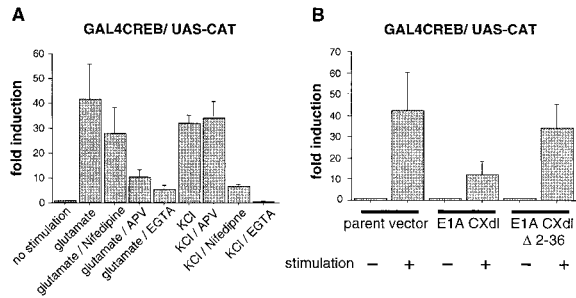 A
GAL4CREB/ UAS-CAT
fold induction
60
50
40
30
20
10
0
no stimulation
glutamate
glutamate / Nifedipine
glutamate / APV
glutamate / EGTA
KCl
KCl / APV
KCl / Nifedipne
KCl / EGTA
B
GAL4CREB/ UAS-CAT
fold induction
70
60
50
40
30
20
10
0
parent vector E1A CXdl E1A CXdl
Δ 2-36
stimulation − + − + − +